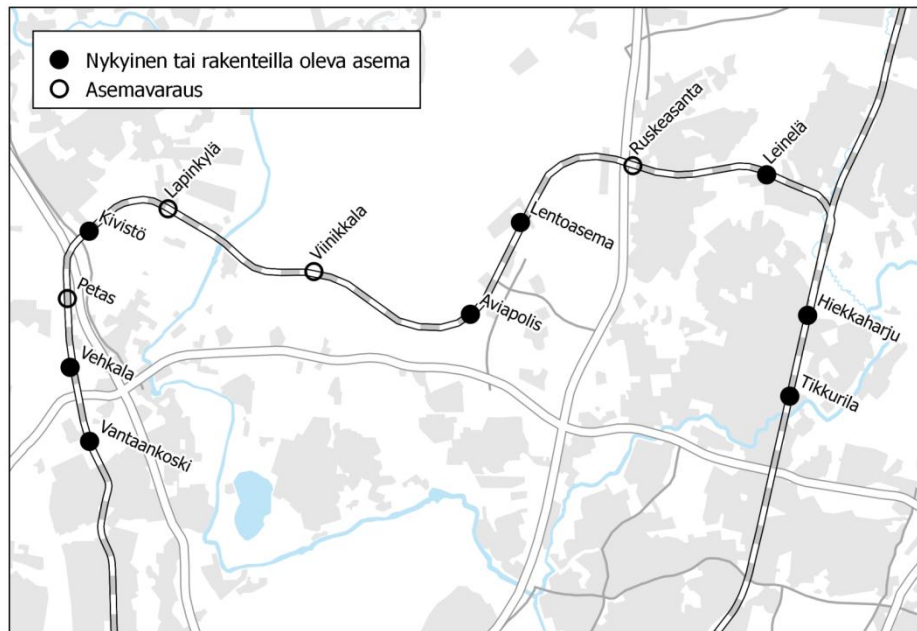 Nykyinen tai rakenteilla oleva asema
Asemavaraus
Ruskeasanta
Leinelä
Lapinkylä
Kivistö
Lentoasema
Viinikkala
Petas
Aviapolis
Hiekkaharju
Vehkala
Tikkurila
Vantaankoski